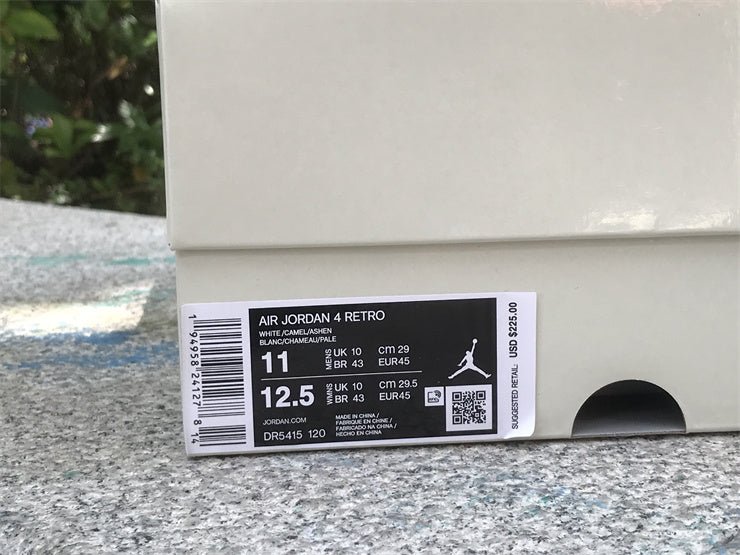 AIR JORDAN 4 RETRO
WHITE/CAMEL/ASHEN
BLANC/CHAMEAU/PALE
11 MENS UK 10 cm 29
BR 43 EUR45
12.5 WMNS UK 10 cm 29.5
BR 43 EUR45
JORDAN.COM
DR5415 120
MADE IN CHINA /
FABRIQUE EN CHINE /
FABRICADO NA CHINA /
HECHO EN CHINA
SUGGESTED RETAIL: USD $225.00
1 94958 24127 8 14